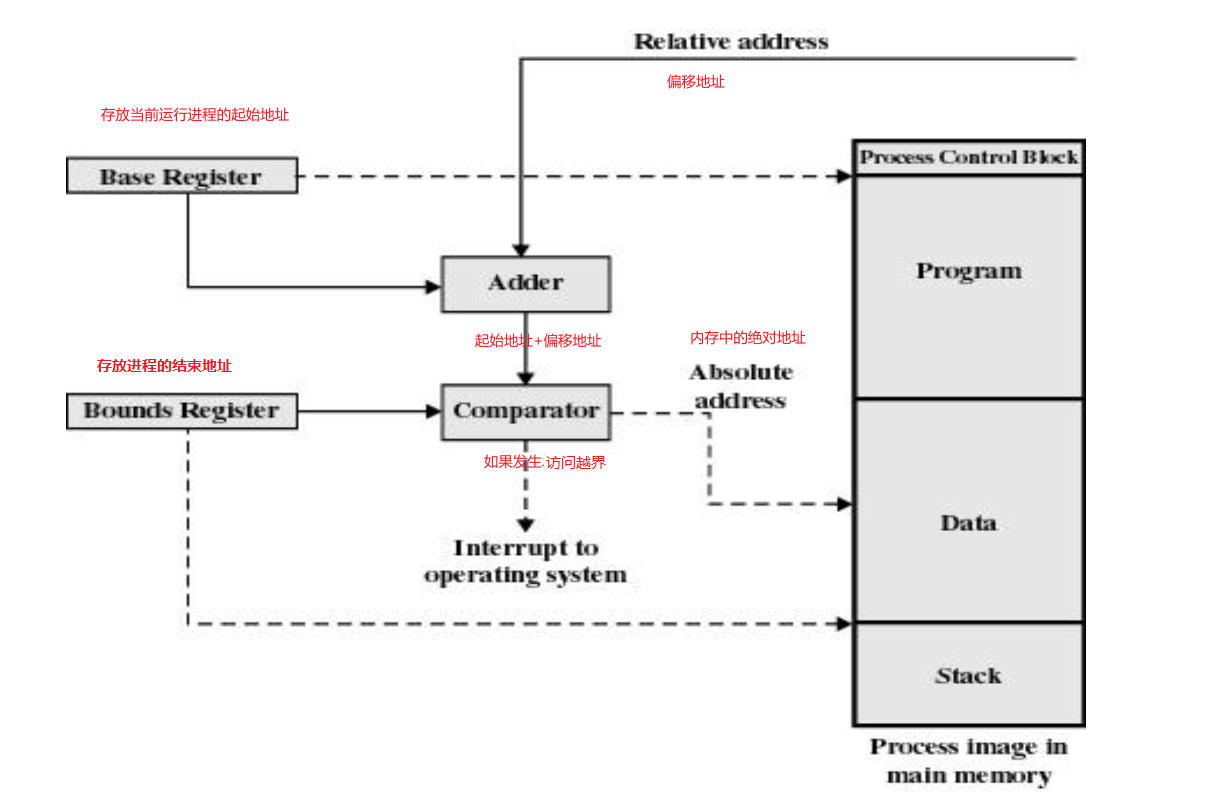 Relative address
偏移地址
存放当前运行进程的起始地址
Base Register
Process Control Block
Program
Adder
起始地址+偏移地址
内存中的绝对地址
存放进程的结束地址
Absolute
address
Bounds Register
Comparator
如果发生:访问越界
Interrupt to
operating system
Data
Stack
Process image in
main memory